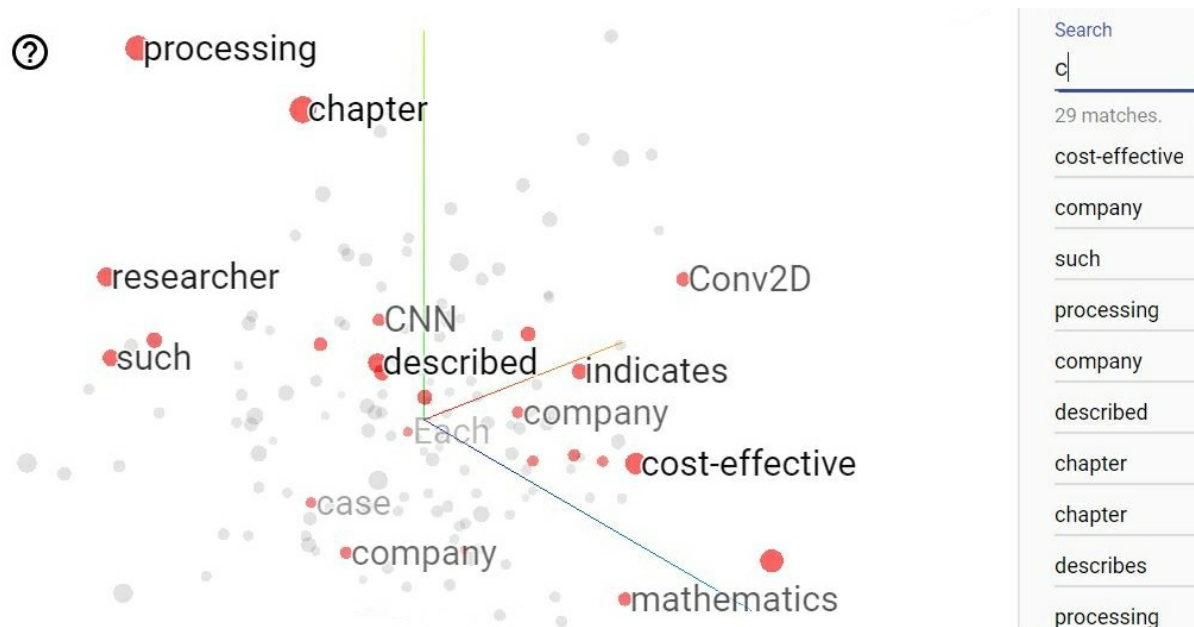 ?
processing
chapter
researcher
Conv2D
CNN
such
described
indicates
company
Each
cost-effective
case
company
mathematics
Search
c
29 matches.
cost-effective
company
such
processing
company
described
chapter
chapter
describes
processing